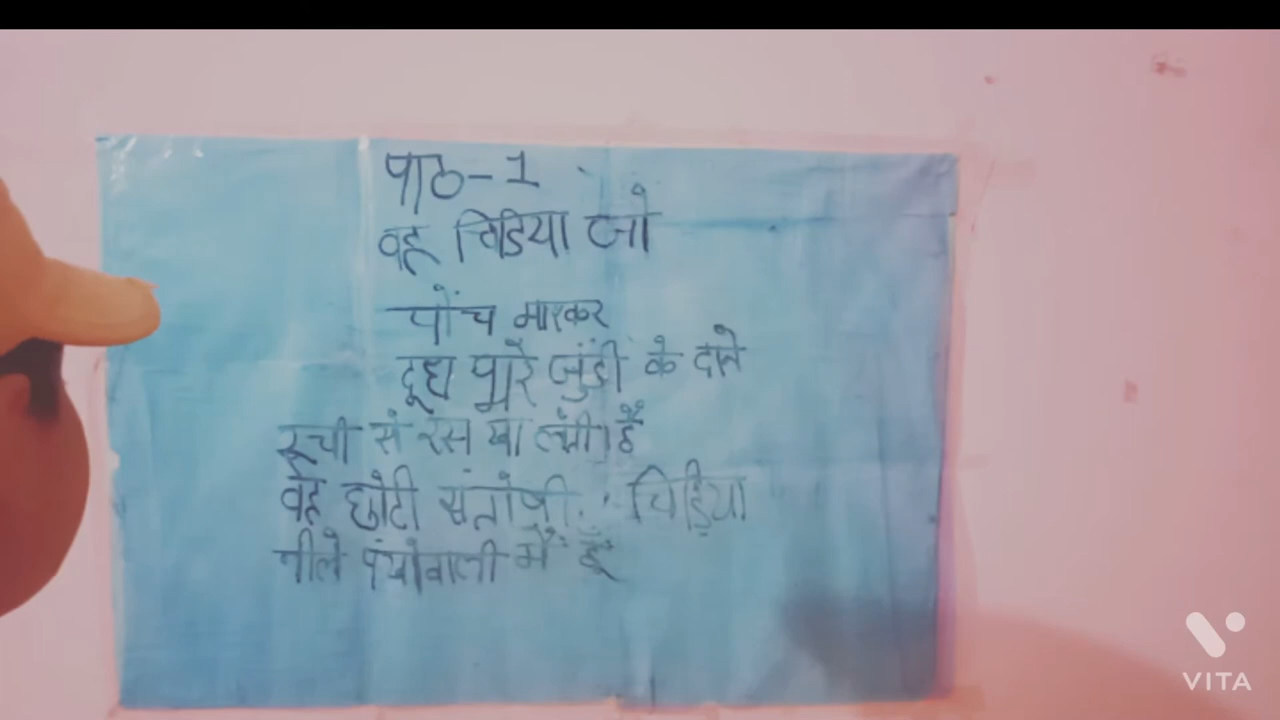 पाठ-1
वह चिडिया जो
चोंच मारकर
दूध भरे जुंडी के दाने
रूची से रस खा लेती है
वह छोटी संतोषी चिड़िया
नीले पंखोवाली मैं हूँ
VITA